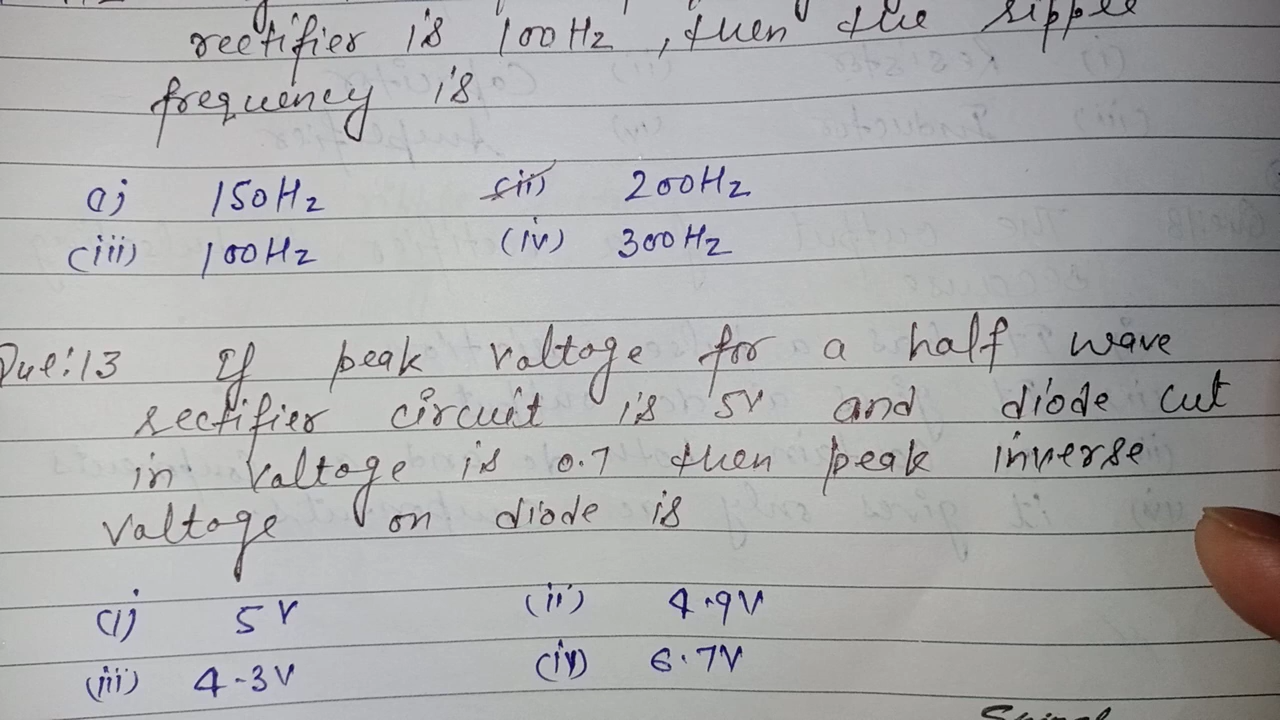 rectifier is 100Hz, then the ripple
frequency is
(i) 150Hz (ii) 200Hz
(iii) 100Hz (iv) 300Hz
Que:13 If peak voltage for a half wave
rectifier circuit is 5V and diode cut
in voltage is 0.7 then peak inverse
voltage on diode is
(i) 5V (ii) 4.9V
(iii) 4.3V (iv) 6.7V